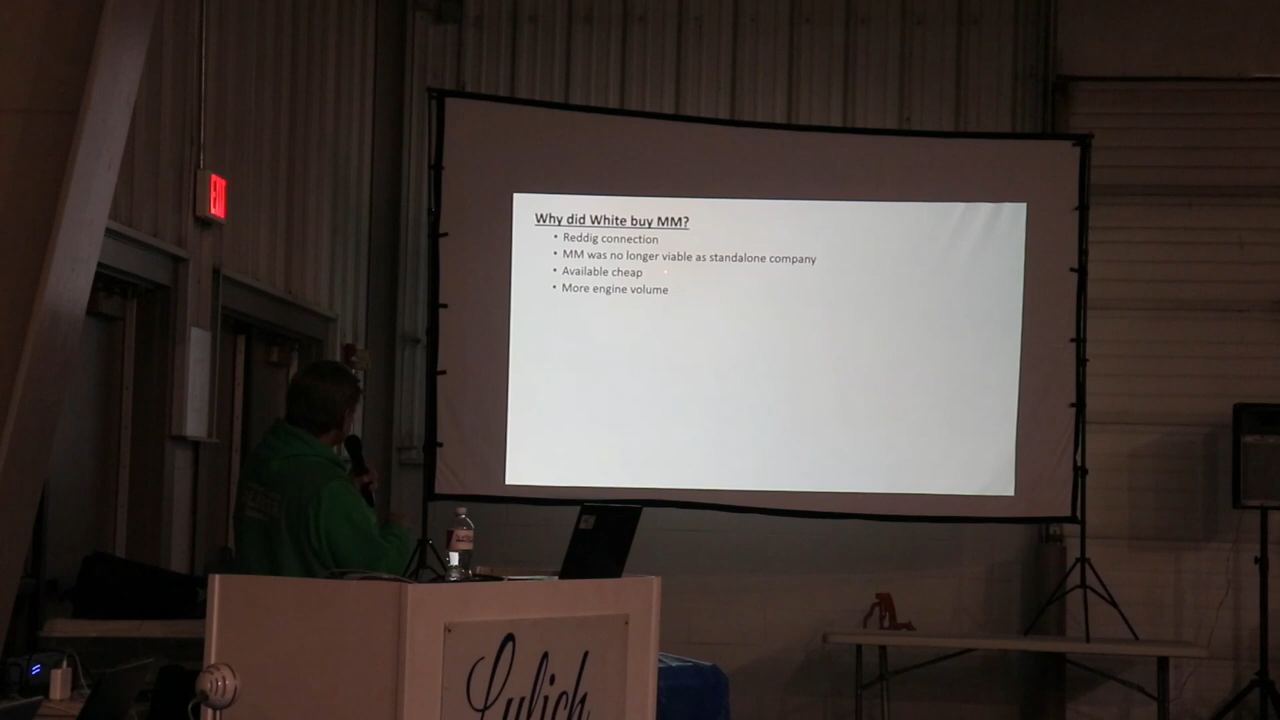 EXIT
Why did White buy MM?
• Reddig connection
• MM was no longer viable as standalone company
• Available cheap
• More engine volume
Lulich